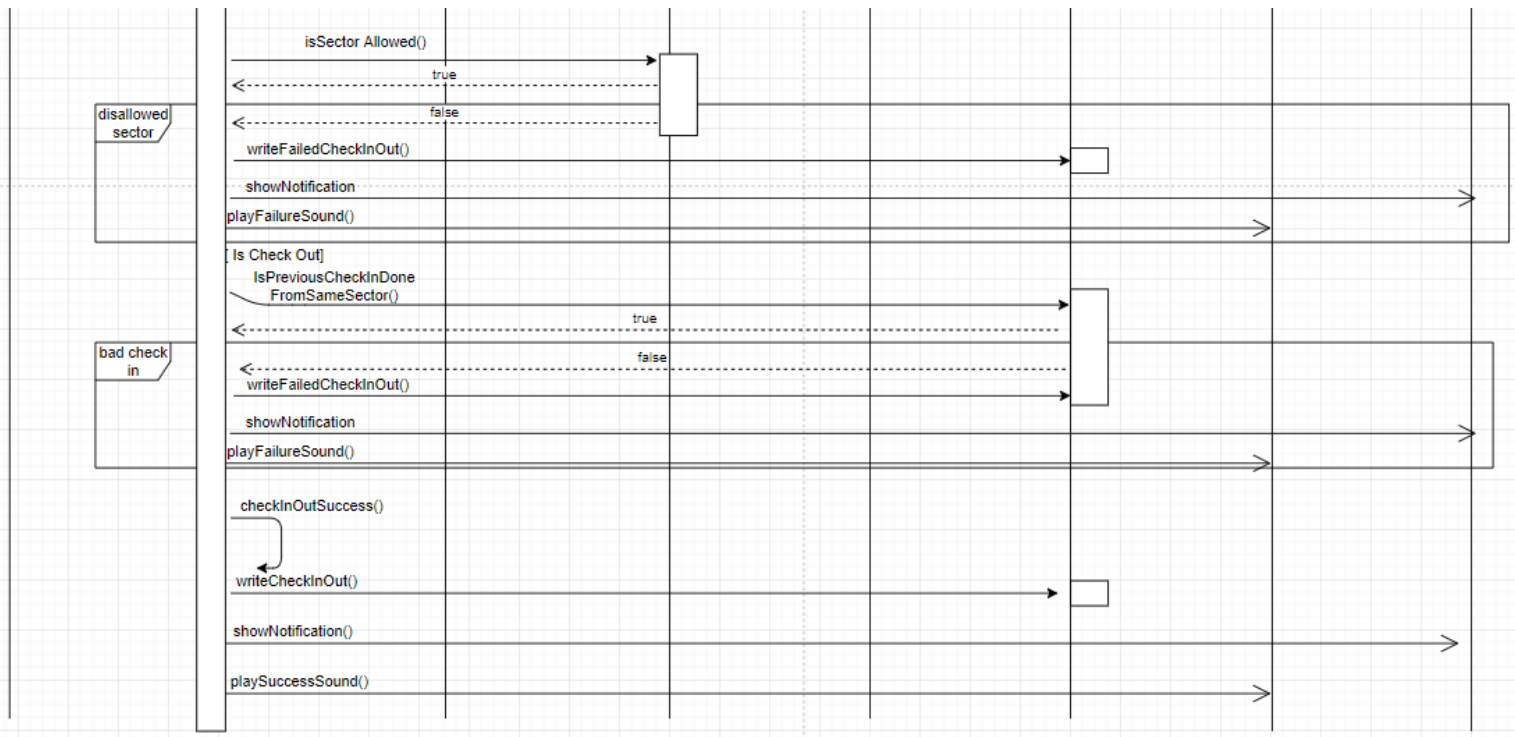 isSector Allowed()
true
disallowed
sector
false
writeFailedCheckInOut()
showNotification
playFailureSound()
[ Is Check Out]
IsPreviousCheckInDone
FromSameSector()
true
bad check
in
false
writeFailedCheckInOut()
showNotification
playFailureSound()
checkInOutSuccess()
writeCheckInOut()
showNotification()
playSuccessSound()